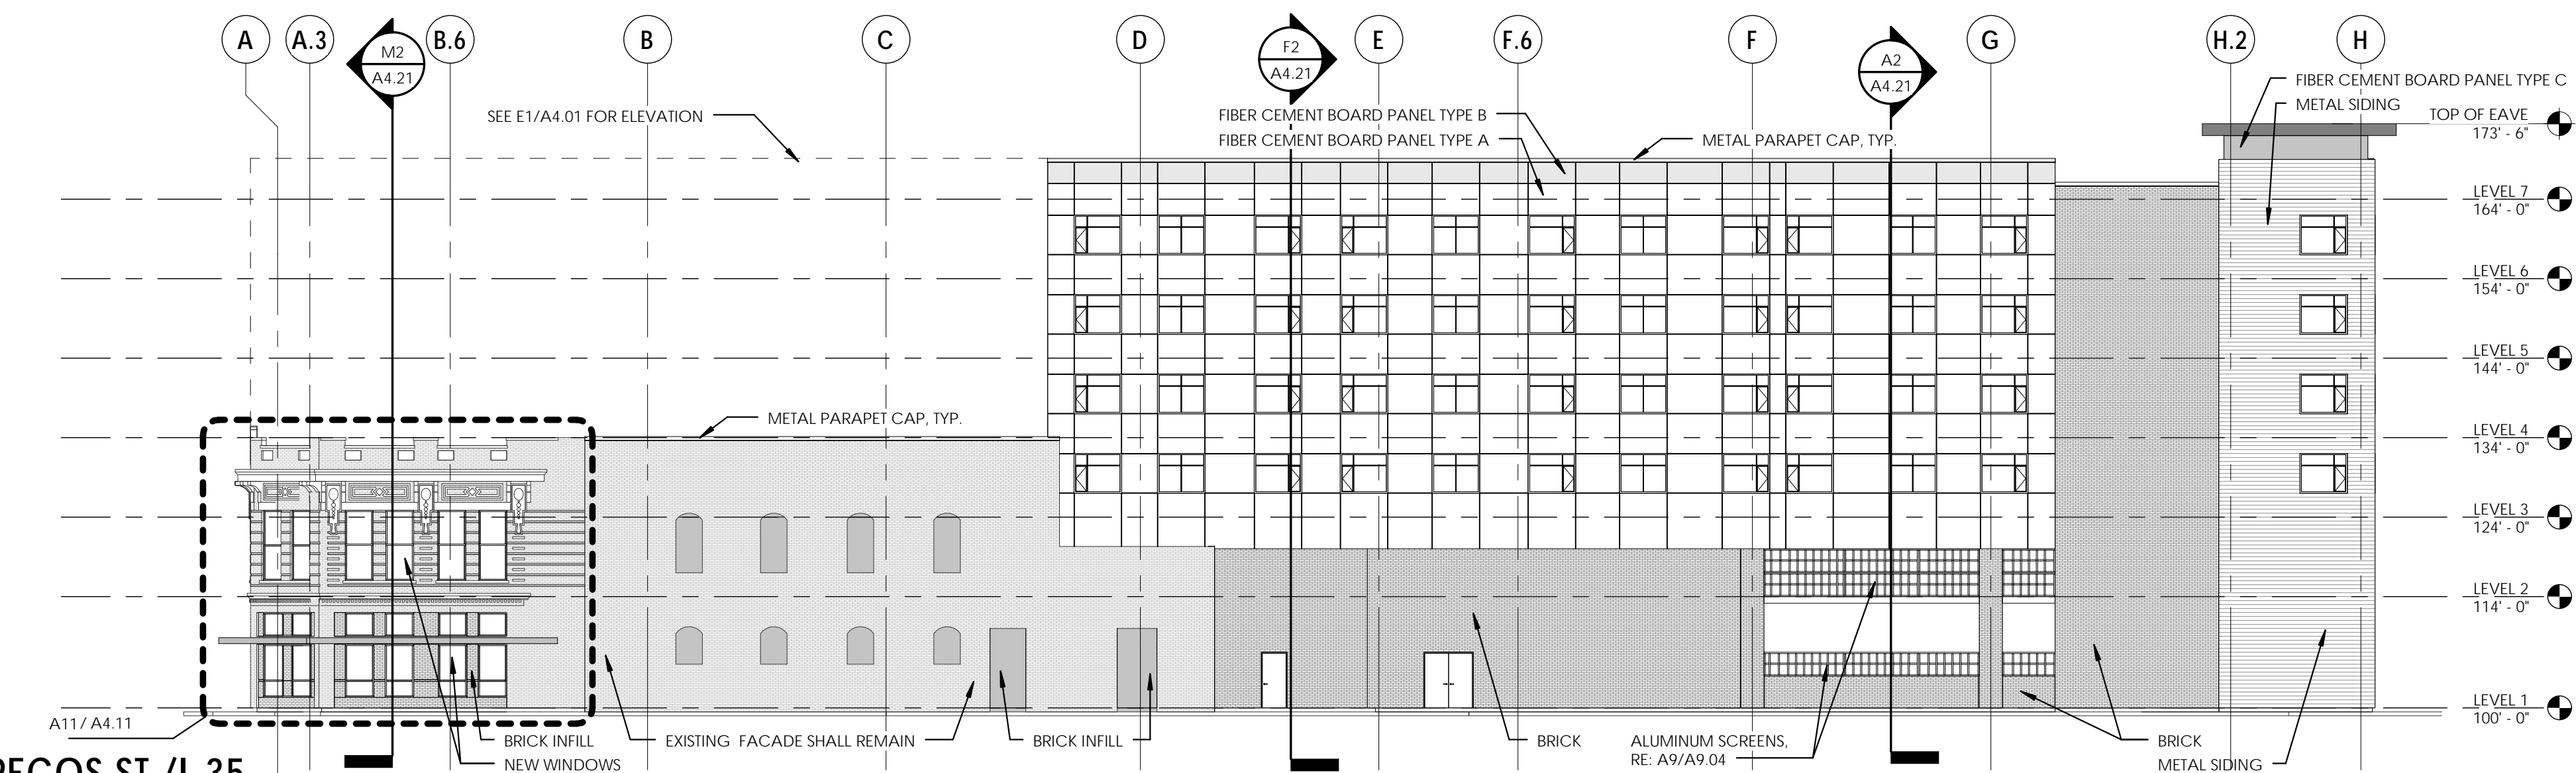 A
A.3
B.6
B
C
D
E
F.6
F
G
H.2
H
M2
A4.21
F2
A4.21
A2
A4.21
SEE E1/A4.01 FOR ELEVATION
FIBER CEMENT BOARD PANEL TYPE B
FIBER CEMENT BOARD PANEL TYPE A
METAL PARAPET CAP, TYP.
FIBER CEMENT BOARD PANEL TYPE C
METAL SIDING
TOP OF EAVE
173' - 6"
LEVEL 7
164' - 0"
LEVEL 6
154' - 0"
LEVEL 5
144' - 0"
METAL PARAPET CAP, TYP.
LEVEL 4
134' - 0"
LEVEL 3
124' - 0"
LEVEL 2
114' - 0"
LEVEL 1
100' - 0"
A11/ A4.11
BRICK INFILL
NEW WINDOWS
EXISTING FACADE SHALL REMAIN
BRICK INFILL
BRICK
ALUMINUM SCREENS,
RE: A9/A9.04
BRICK
METAL SIDING